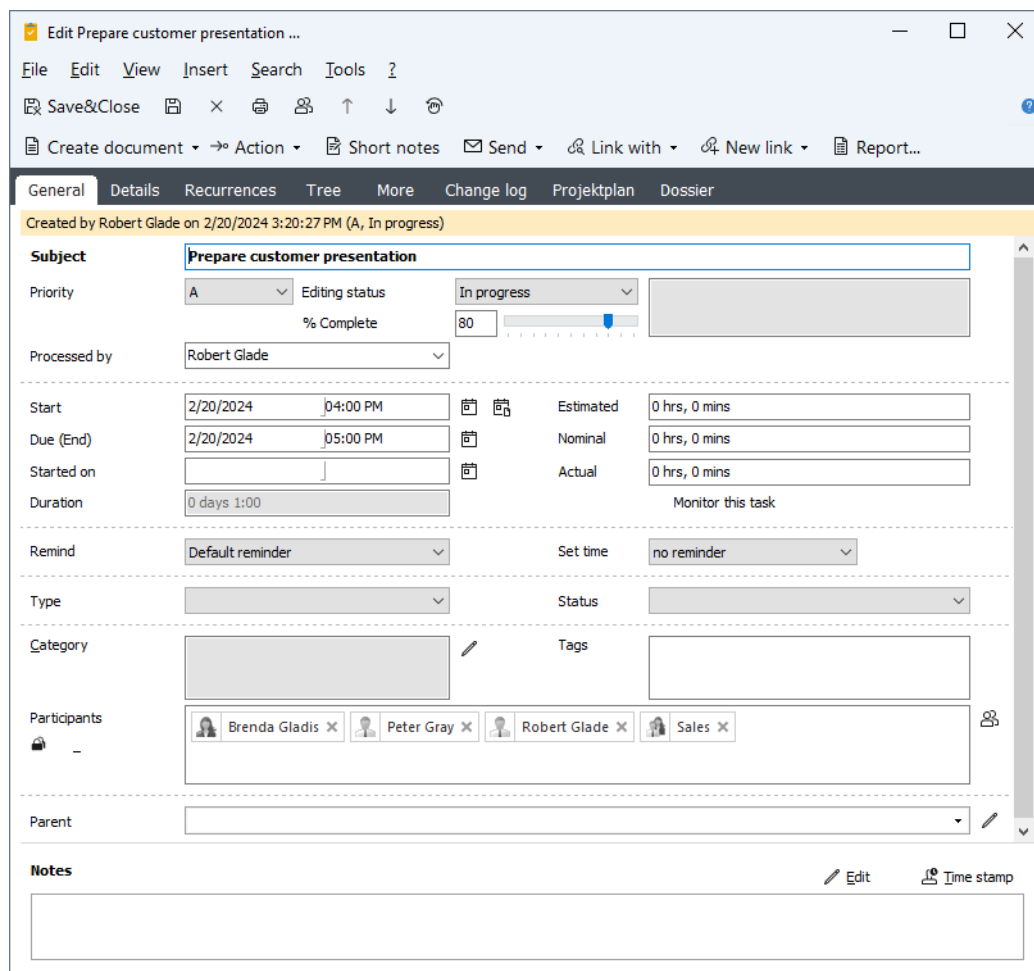 Edit Prepare customer presentation ...
File Edit View Insert Search Tools ?
Save&Close
Create document Action Short notes Send Link with New link Report...
General Details Recurrences Tree More Change log Projektplan Dossier
Created by Robert Glade on 2/20/2024 3:20:27 PM (A, In progress)
Subject Prepare customer presentation
Priority A Editing status In progress
% Complete 80
Processed by Robert Glade
Start 2/20/2024 04:00 PM Estimated 0 hrs, 0 mins
Due (End) 2/20/2024 05:00 PM Nominal 0 hrs, 0 mins
Started on Actual 0 hrs, 0 mins
Duration 0 days 1:00 Monitor this task
Remind Default reminder Set time no reminder
Type Status
Category Tags
Participants Brenda Gladis Peter Gray Robert Glade Sales
Parent
Notes Edit Time stamp